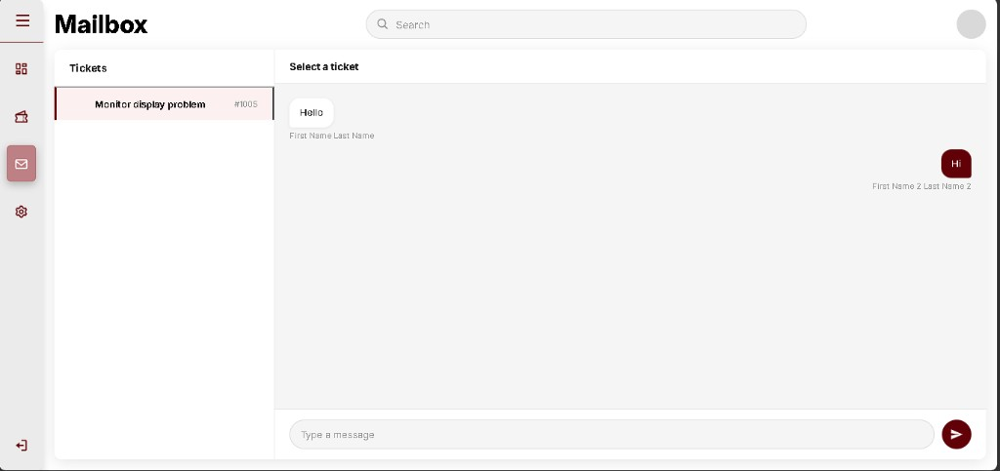 Mailbox
Search
Tickets
Select a ticket
Monitor display problem #1005
Hello
First Name Last Name
Hi
First Name 2 Last Name 2
Type a message